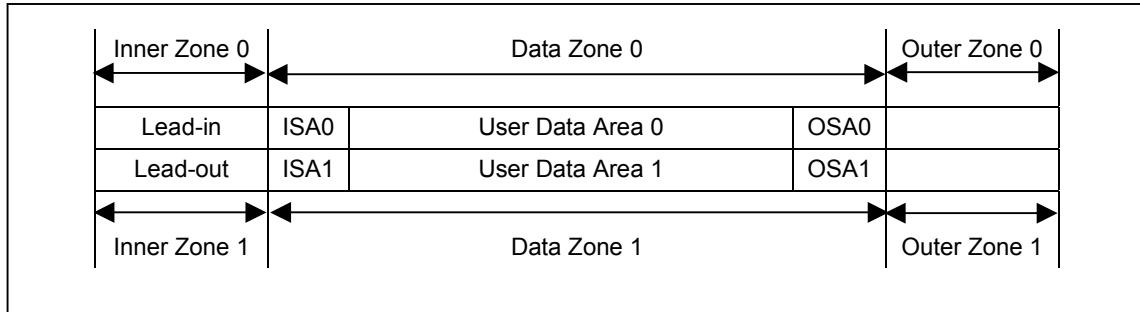 Inner Zone 0 Data Zone 0 Outer Zone 0
Lead-in ISA0 User Data Area 0 OSA0
Lead-out ISA1 User Data Area 1 OSA1
Inner Zone 1 Data Zone 1 Outer Zone 1